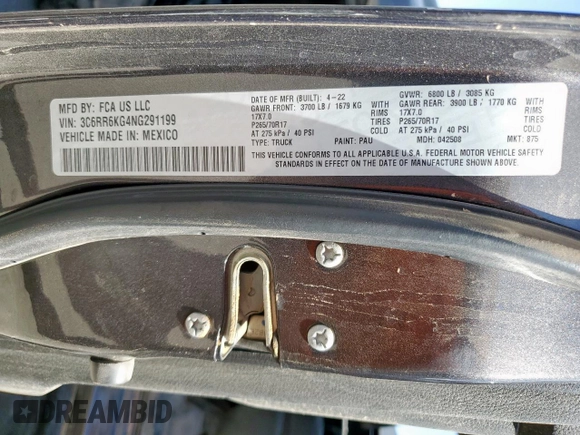 MFD BY: FCA US LLC
VIN: 3C6RR6KG4NG291199
VEHICLE MADE IN: MEXICO
DATE OF MFR (BUILT): 4-22
GAWR FRONT: 3700 LB / 1679 KG
17X7.0 RIMS
P265/70R17 TIRES
AT 275 kPa / 40 PSI
TYPE: TRUCK PAINT: PAU
GVWR: 6800 LB / 3085 KG
GAWR REAR: 3900 LB / 1770 KG
17X7.0 RIMS
P265/70R17 TIRES
AT 275 kPa / 40 PSI
MDH: 042508 MKT: 875
THIS VEHICLE CONFORMS TO ALL APPLICABLE U.S.A. FEDERAL MOTOR VEHICLE SAFETY
STANDARDS IN EFFECT ON THE DATE OF MANUFACTURE SHOWN ABOVE.
DREAMBID